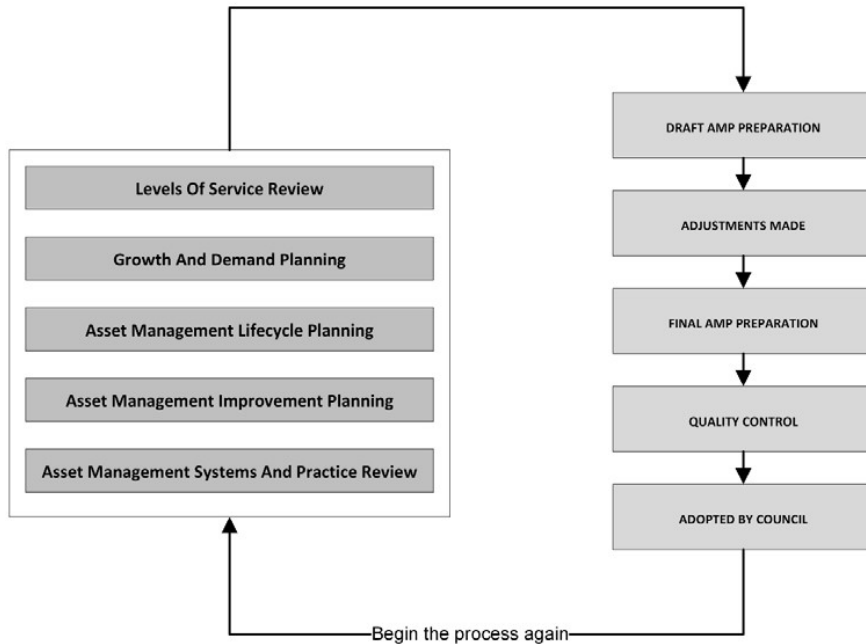 Levels Of Service Review
Growth And Demand Planning
Asset Management Lifecycle Planning
Asset Management Improvement Planning
Asset Management Systems And Practice Review
DRAFT AMP PREPARATION
ADJUSTMENTS MADE
FINAL AMP PREPARATION
QUALITY CONTROL
ADOPTED BY COUNCIL
Begin the process again